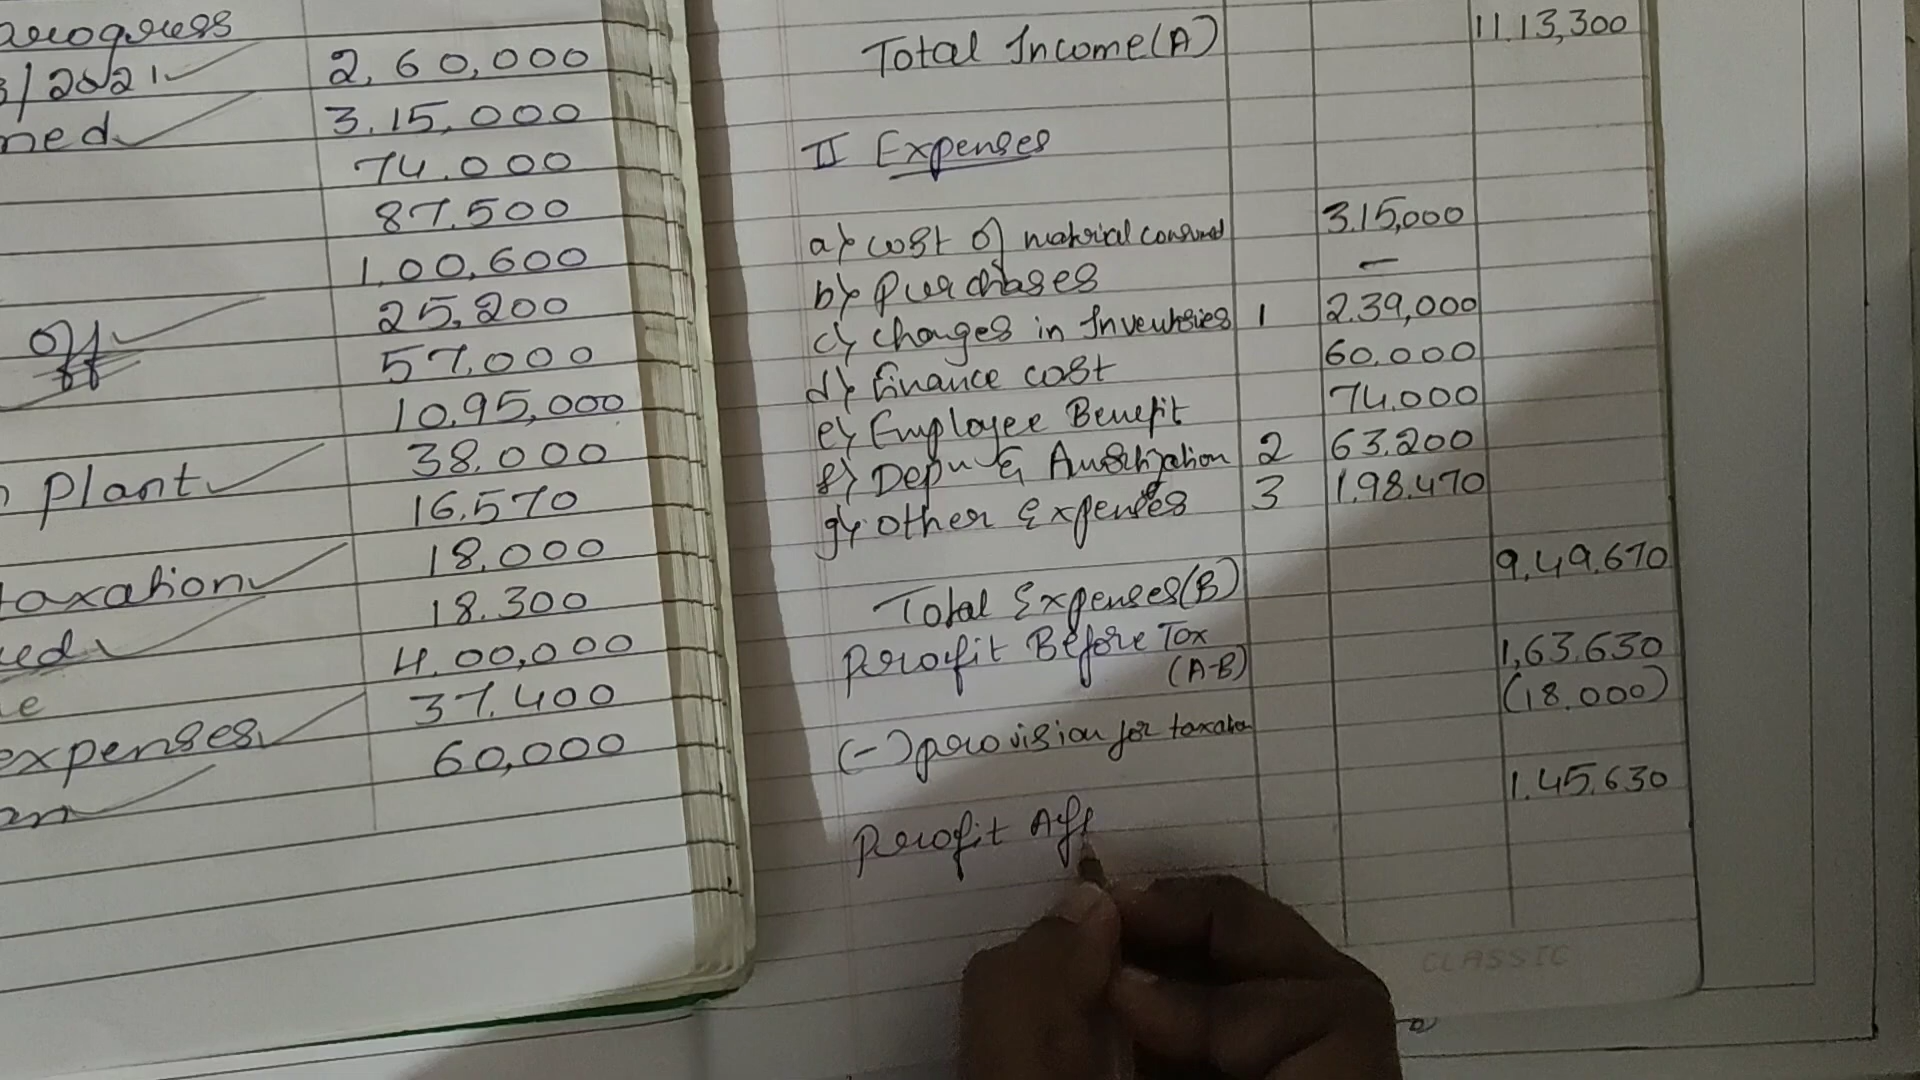 progress
3/2021
2,60,000
ned
3.15,000
74.000
87.500
1,00,600
off
25,200
57,000
10,95,000
38.000
plant
16.570
18,000
taxation
18.300
ed
4,00,000
e
37.400
expenses
60,000
Total Income (A) 11.13,300
II Expenses
a) cost of material consumed 3.15,000
b) purchases —
c) changes in Inventories 1 2.39,000
d) finance cost 60.000
e) Employee Benefit 74.000
f) Depn & Amortization 2 63.200
g) other expenses 3 1.98.470
Total Expenses (B) 9,49,670
Profit Before Tax 1,63.630
(A-B)
(-) provision for taxation (18.000)
1.45.630
Profit Aft
CLASSIC